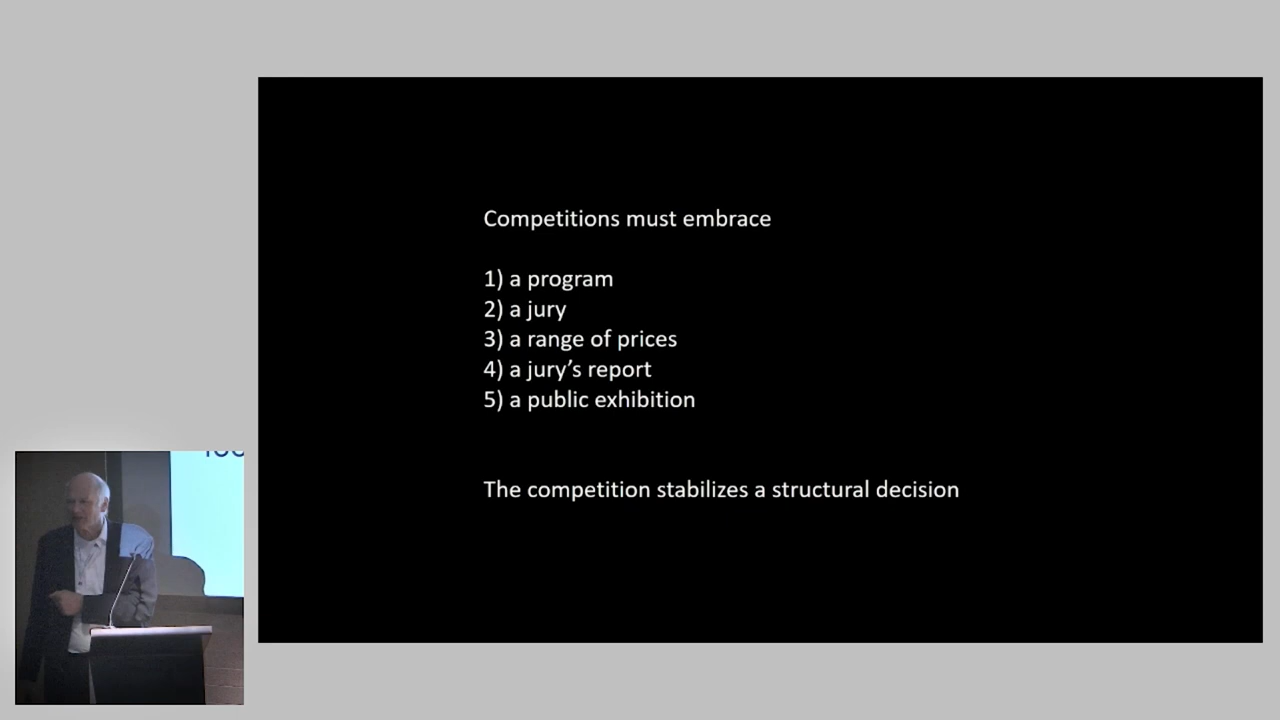 Competitions must embrace
1) a program
2) a jury
3) a range of prices
4) a jury’s report
5) a public exhibition
The competition stabilizes a structural decision